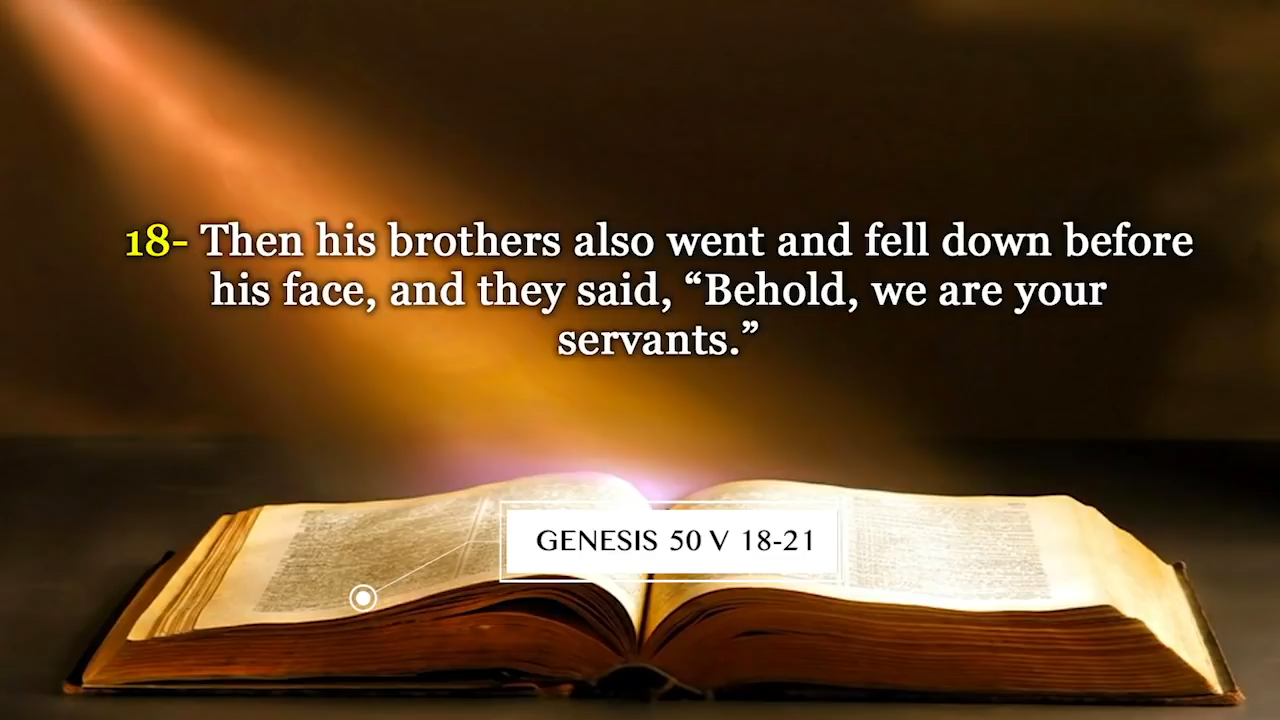 18- Then his brothers also went and fell down before
his face, and they said, “Behold, we are your
servants.”
GENESIS 50 V 18-21